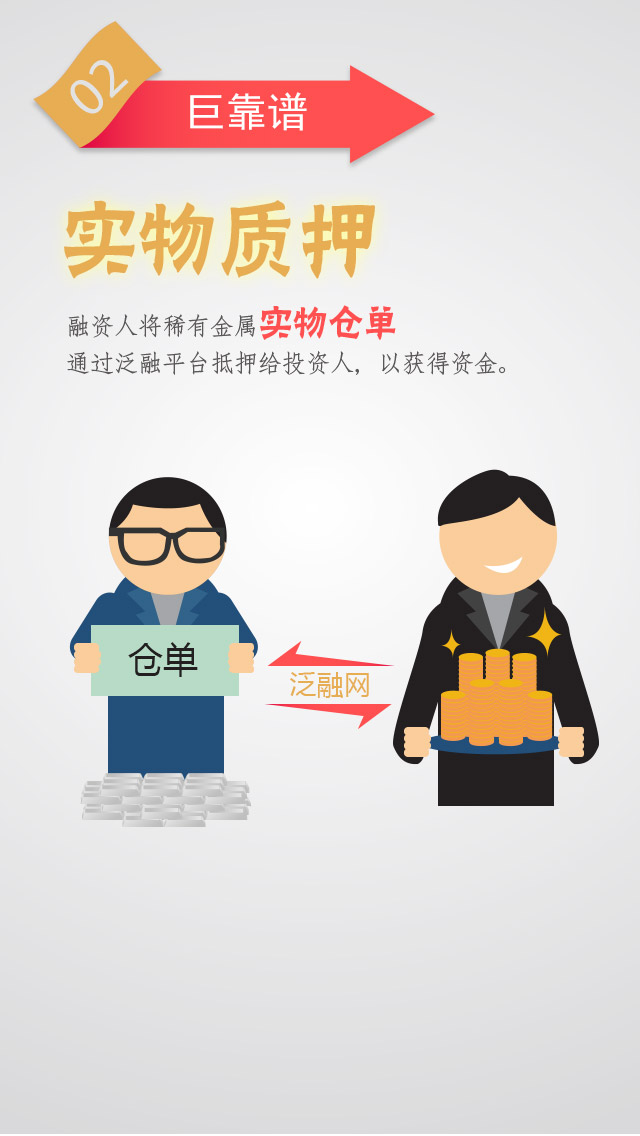 02
巨靠谱
实物质押
融资人将稀有金属实物仓单
通过泛融平台抵押给投资人，以获得资金。
仓单
泛融网